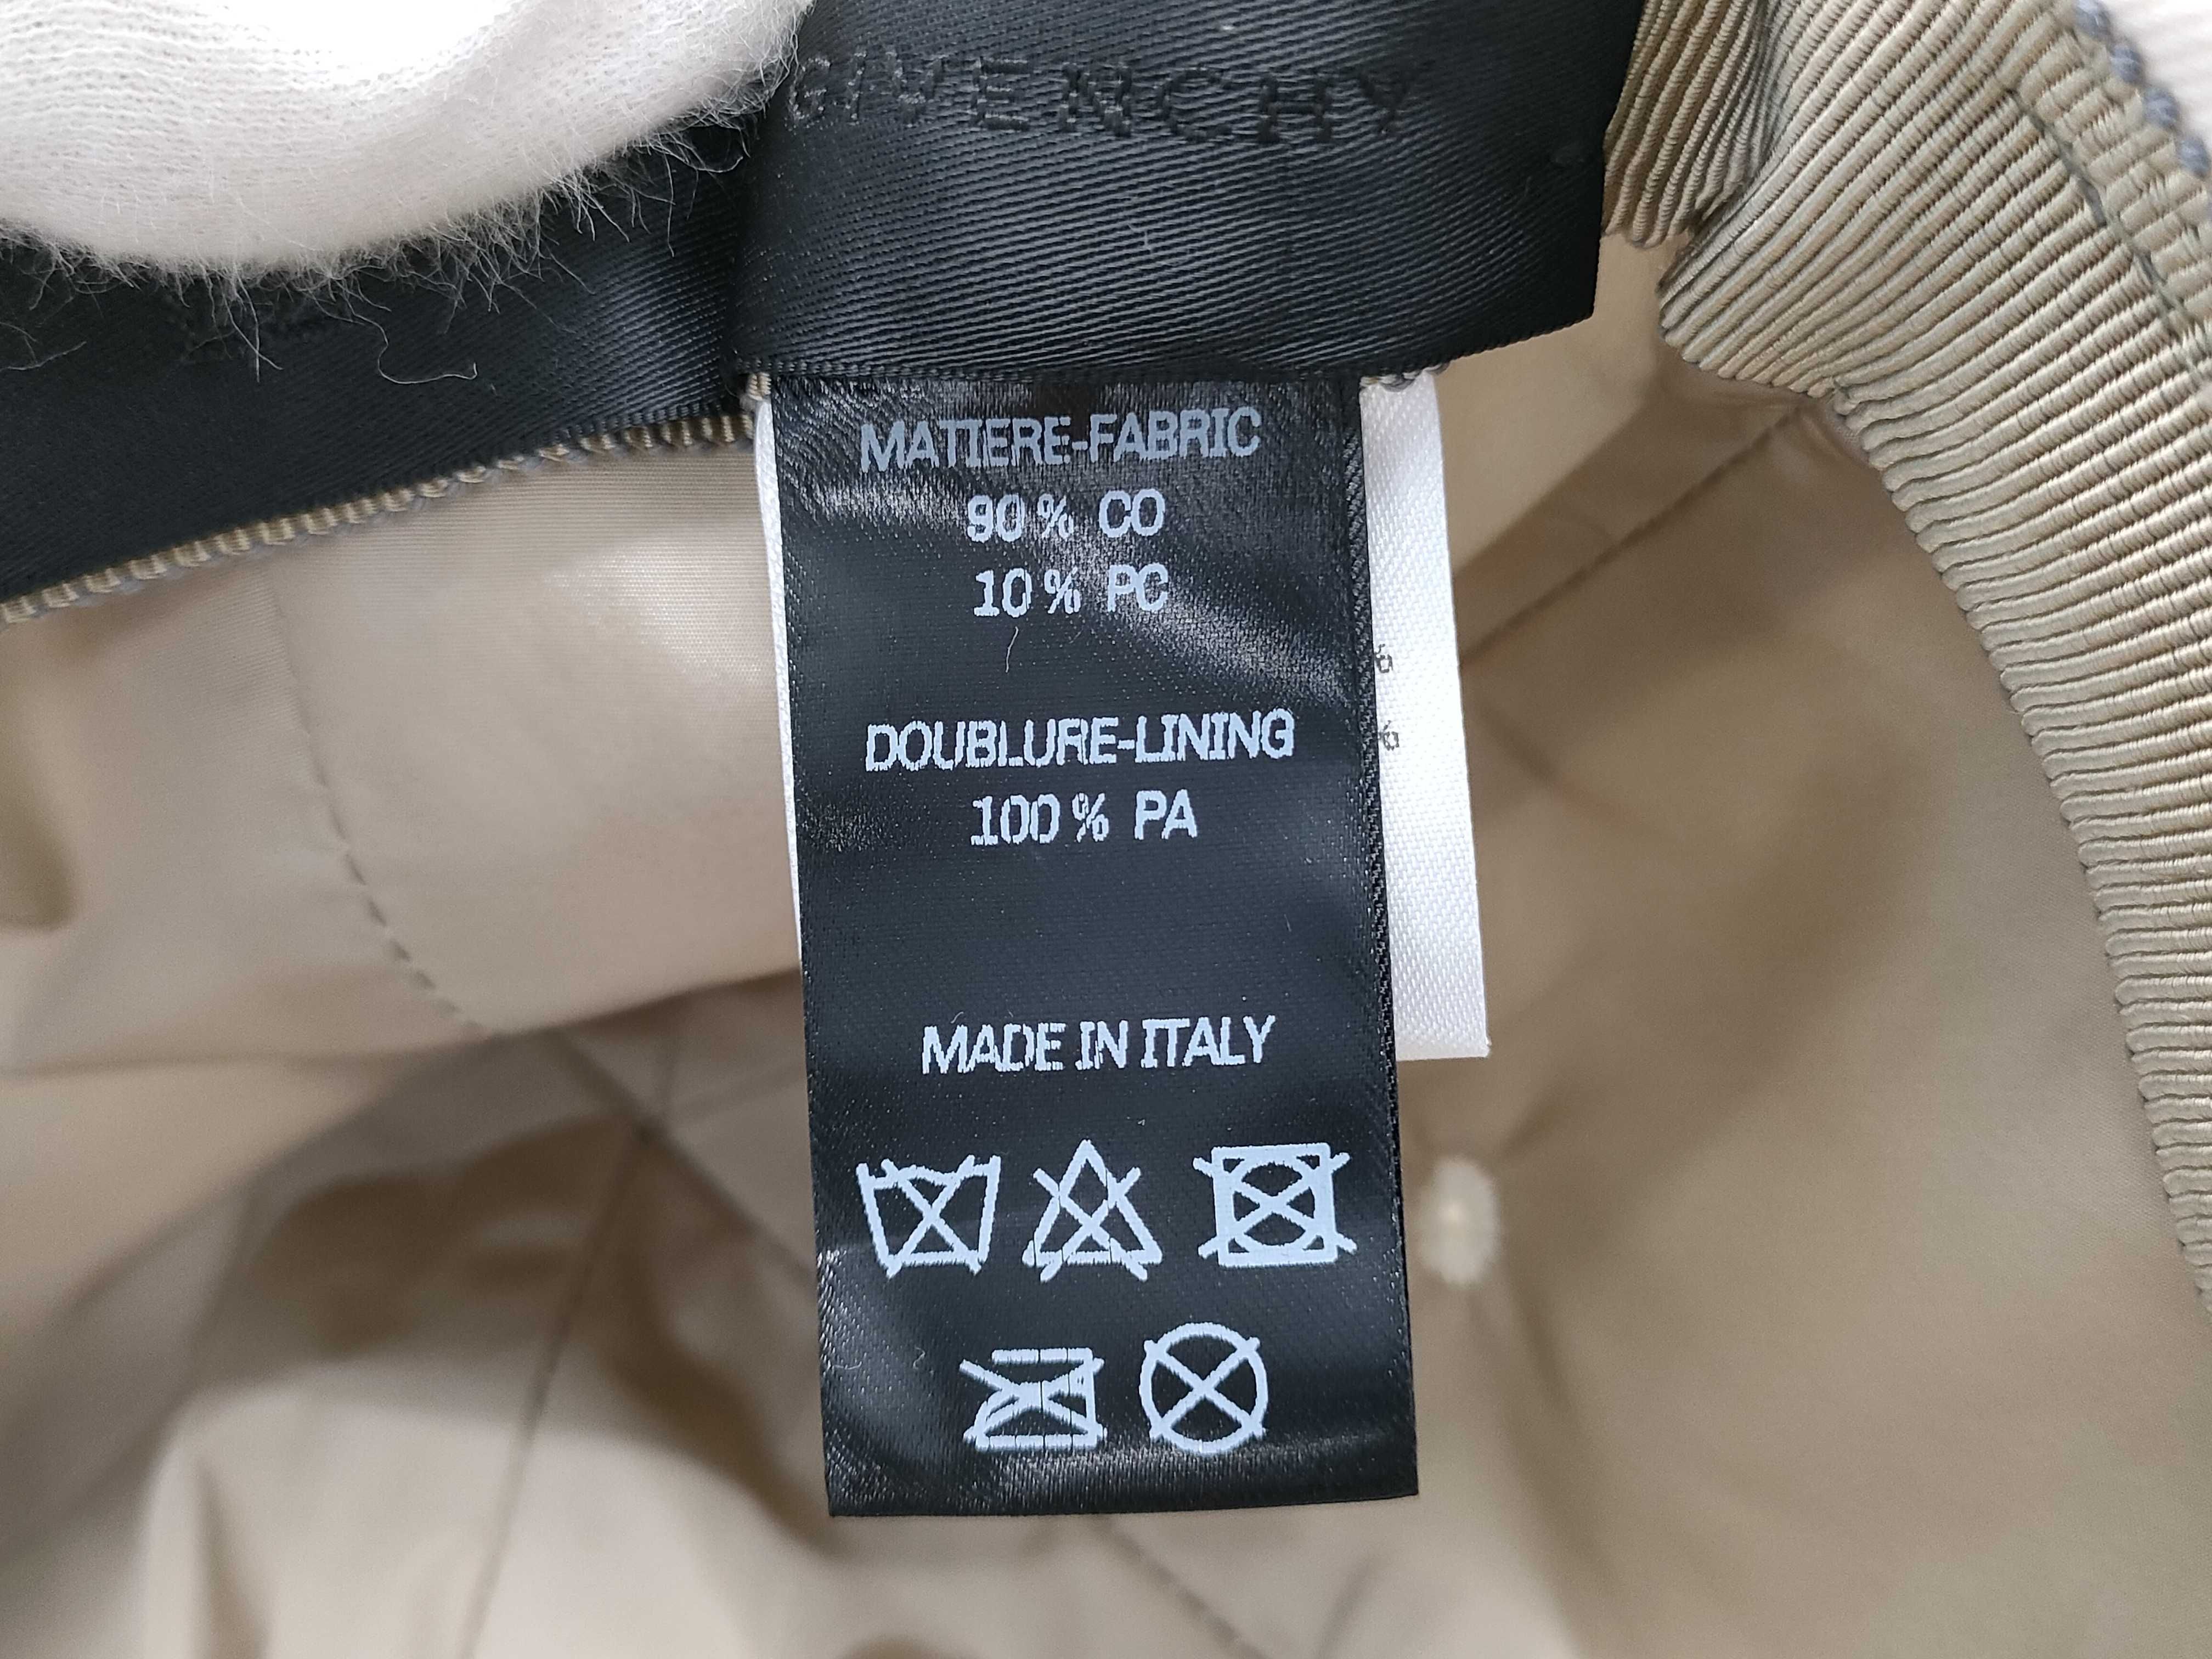 GIVENCHY
MATIERE-FABRIC
90% CO
10% PC
DOUBLURE-LINING
100% PA
MADE IN ITALY